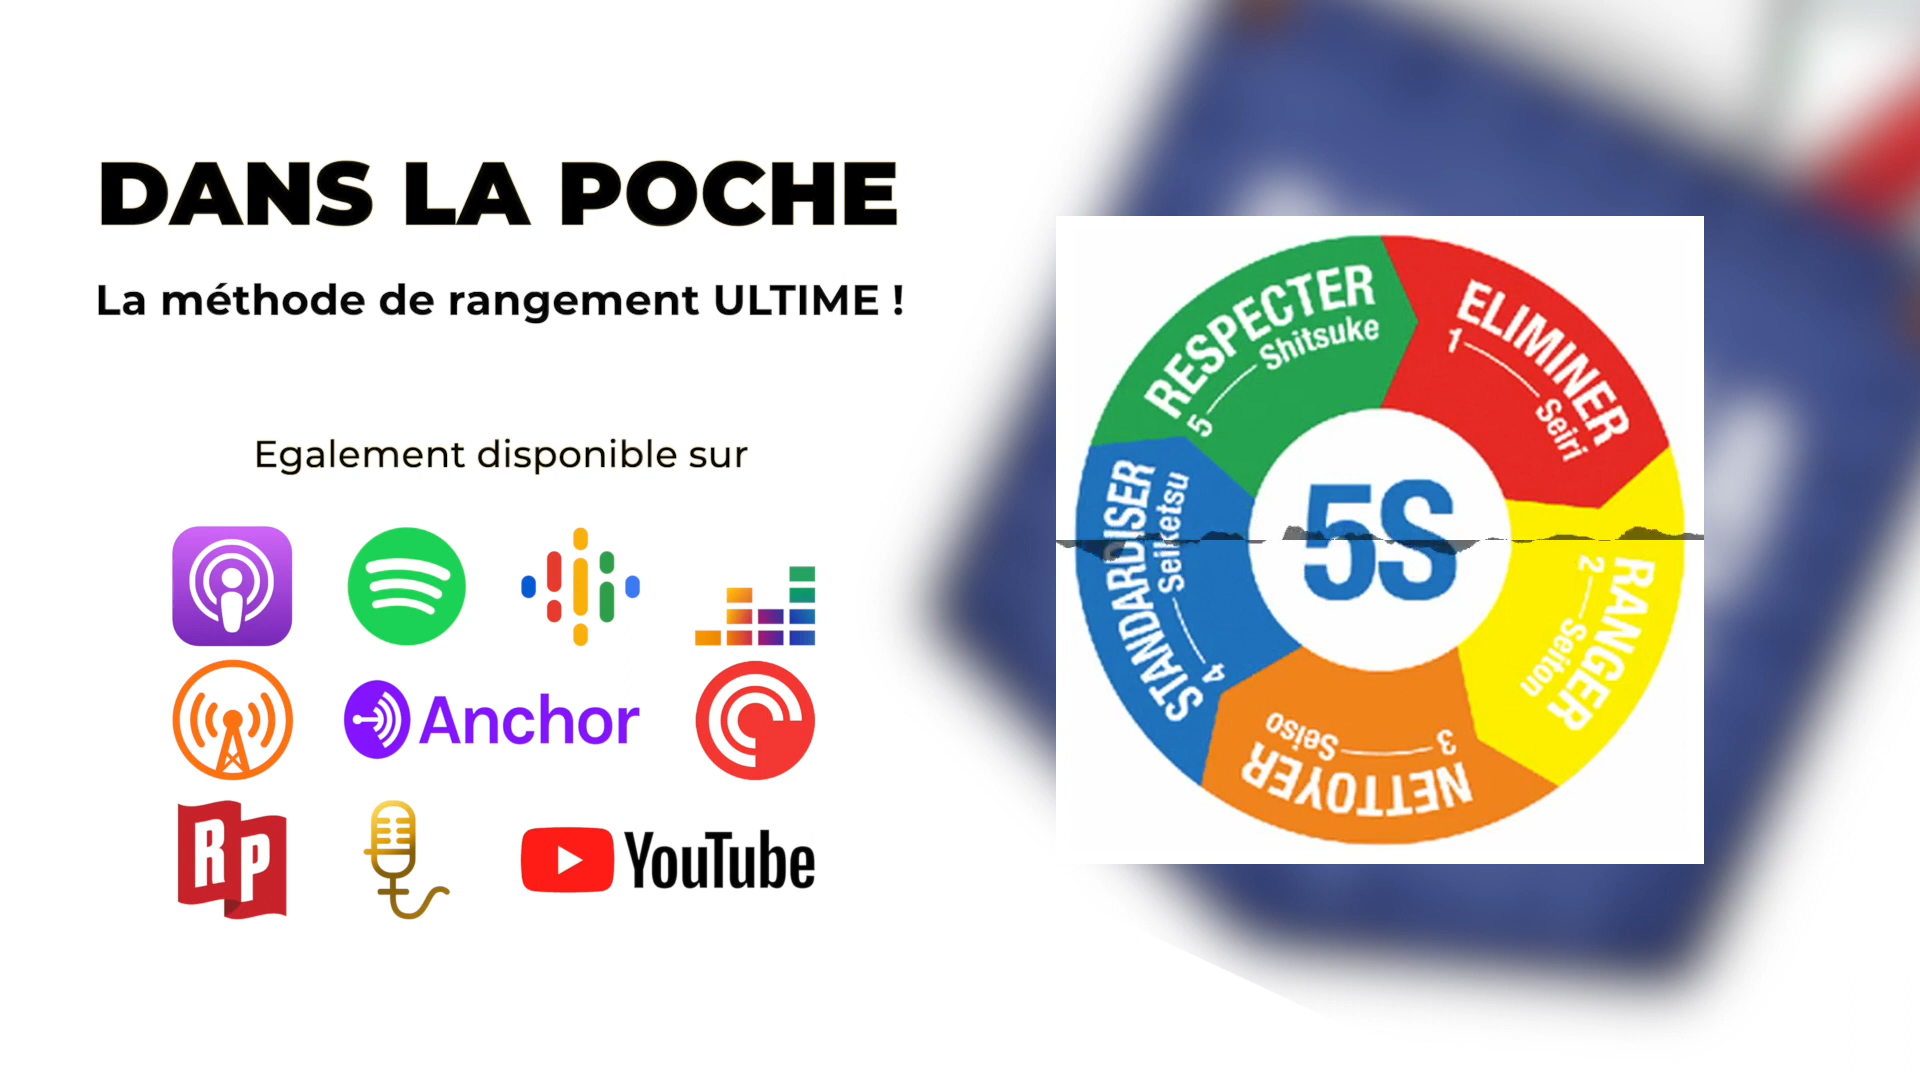 DANS LA POCHE
La méthode de rangement ULTIME !
Egalement disponible sur
Anchor
RP
YouTube
ELIMINER
1 Seiri
RANGER
2 Seiton
NETTOYER
3 Seiso
STANDARDISER
4 Seiketsu
RESPECTER
5 Shitsuke
5S